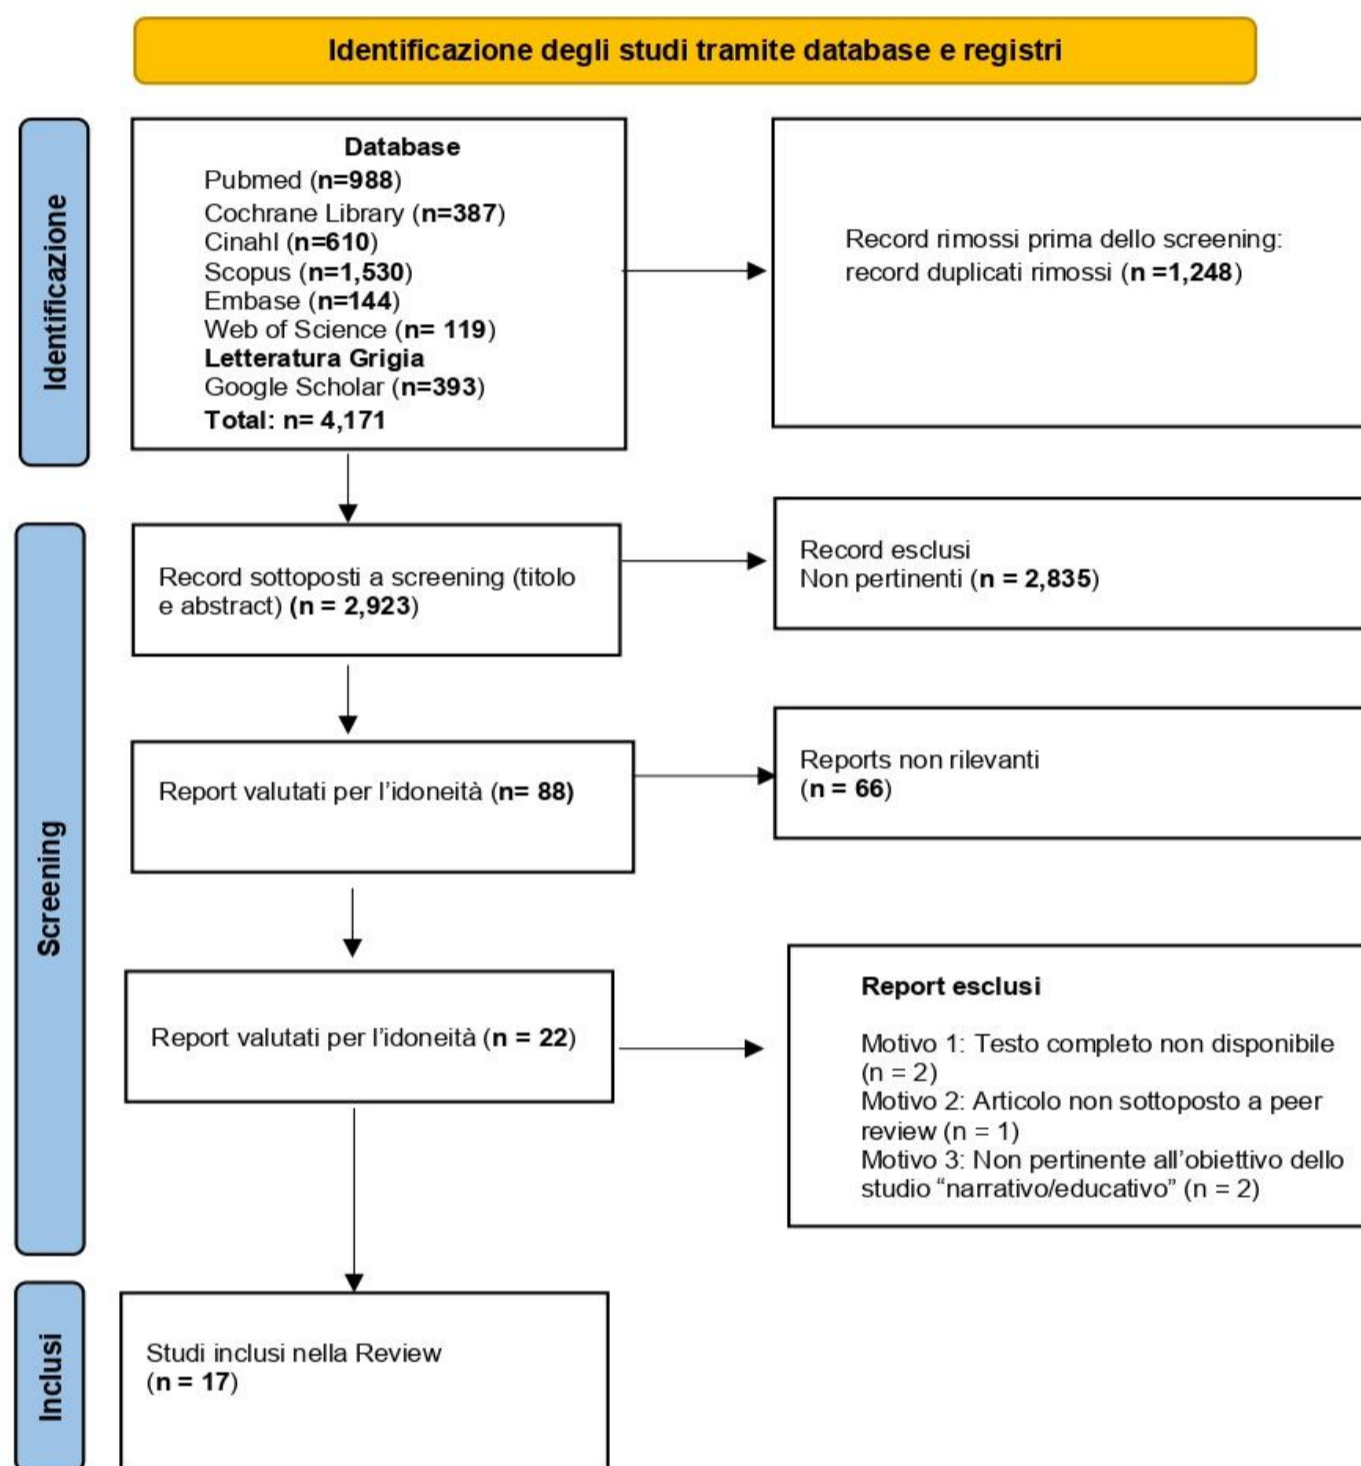 Identificazione degli studi tramite database e registri
Identificazione
Database
Pubmed (n=988)
Cochrane Library (n=387)
Cinahl (n=610)
Scopus (n=1,530)
Embase (n=144)
Web of Science (n= 119)
Letteratura Grigia
Google Scholar (n=393)
Total: n= 4,171
Record rimossi prima dello screening:
record duplicati rimossi (n =1,248)
Screening
Record sottoposti a screening (titolo
e abstract) (n = 2,923)
Record esclusi
Non pertinenti (n = 2,835)
Report valutati per l'idoneità (n= 88)
Reports non rilevanti
(n = 66)
Report valutati per l'idoneità (n = 22)
Report esclusi
Motivo 1: Testo completo non disponibile
(n = 2)
Motivo 2: Articolo non sottoposto a peer
review (n = 1)
Motivo 3: Non pertinente all'obiettivo dello
studio “narrativo/educativo” (n = 2)
Inclusi
Studi inclusi nella Review
(n = 17)